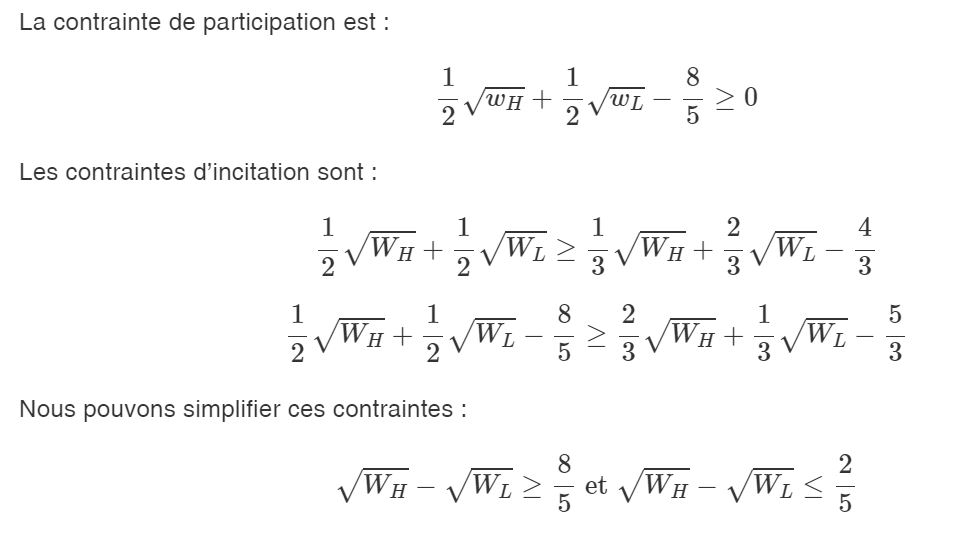 La contrainte de participation est :
$$\frac{1}{2}\sqrt{w_H} + \frac{1}{2}\sqrt{w_L} - \frac{8}{5} \geq 0$$
Les contraintes d’incitation sont :
$$\frac{1}{2}\sqrt{W_H} + \frac{1}{2}\sqrt{W_L} \geq \frac{1}{3}\sqrt{W_H} + \frac{2}{3}\sqrt{W_L} - \frac{4}{3}$$
$$\frac{1}{2}\sqrt{W_H} + \frac{1}{2}\sqrt{W_L} - \frac{8}{5} \geq \frac{2}{3}\sqrt{W_H} + \frac{1}{3}\sqrt{W_L} - \frac{5}{3}$$
Nous pouvons simplifier ces contraintes :
$$\sqrt{W_H} - \sqrt{W_L} \geq \frac{8}{5} \text{ et } \sqrt{W_H} - \sqrt{W_L} \leq \frac{2}{5}$$